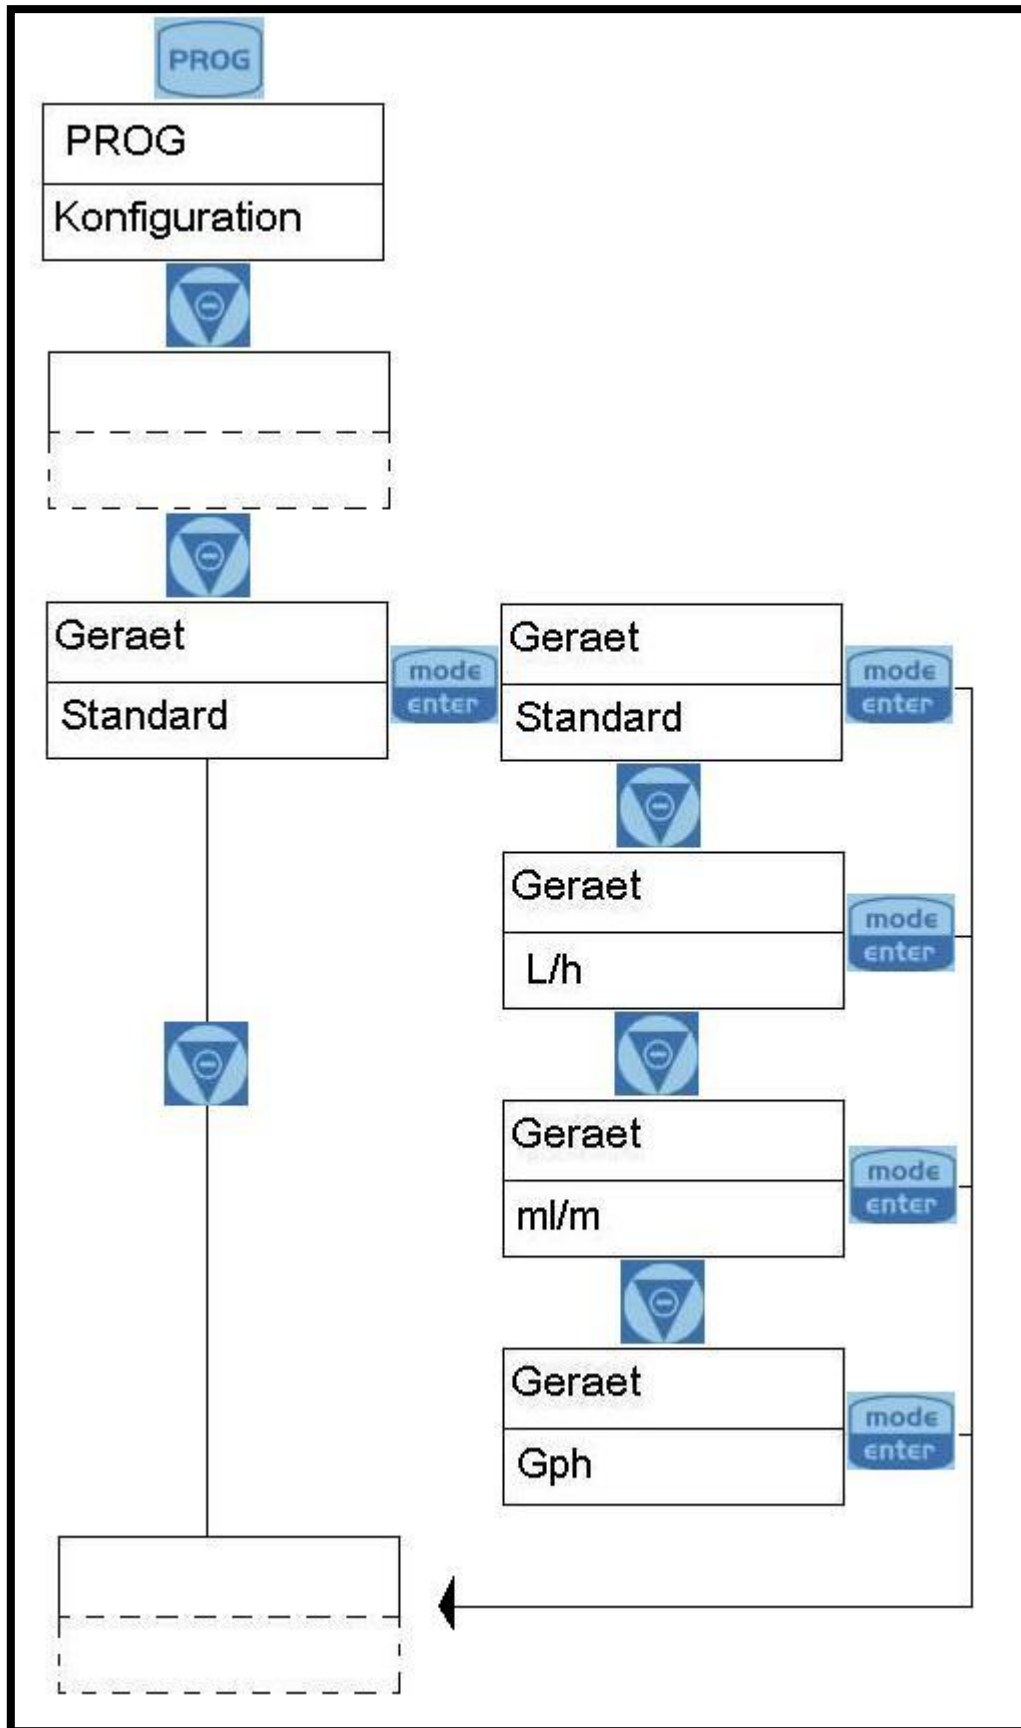 PROG
PROG
Konfiguration
Geraet
Standard
mode
enter
Geraet
Standard
mode
enter
Geraet
L/h
mode
enter
Geraet
ml/m
mode
enter
Geraet
Gph
mode
enter